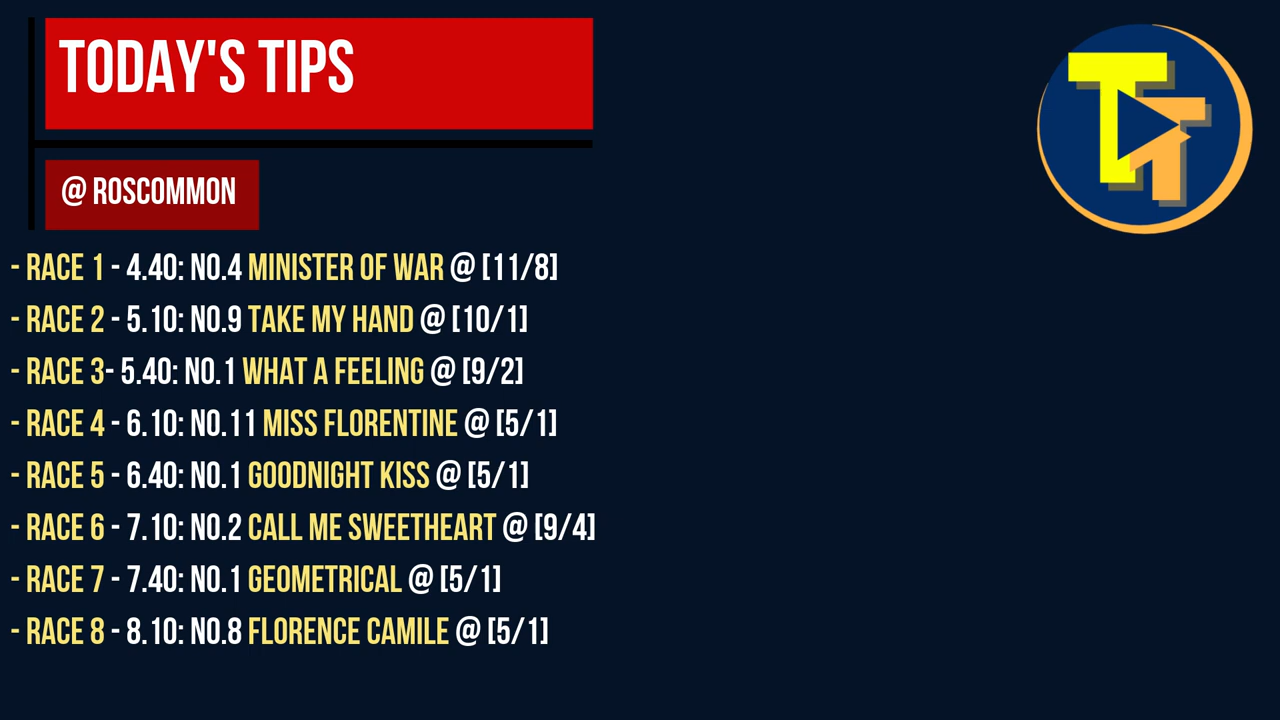 TODAY'S TIPS
@ ROSCOMMON
- RACE 1 - 4.40: NO.4 MINISTER OF WAR @ [11/8]
- RACE 2 - 5.10: NO.9 TAKE MY HAND @ [10/1]
- RACE 3- 5.40: NO.1 WHAT A FEELING @ [9/2]
- RACE 4 - 6.10: NO.11 MISS FLORENTINE @ [5/1]
- RACE 5 - 6.40: NO.1 GOODNIGHT KISS @ [5/1]
- RACE 6 - 7.10: NO.2 CALL ME SWEETHEART @ [9/4]
- RACE 7 - 7.40: NO.1 GEOMETRICAL @ [5/1]
- RACE 8 - 8.10: NO.8 FLORENCE CAMILE @ [5/1]
TT